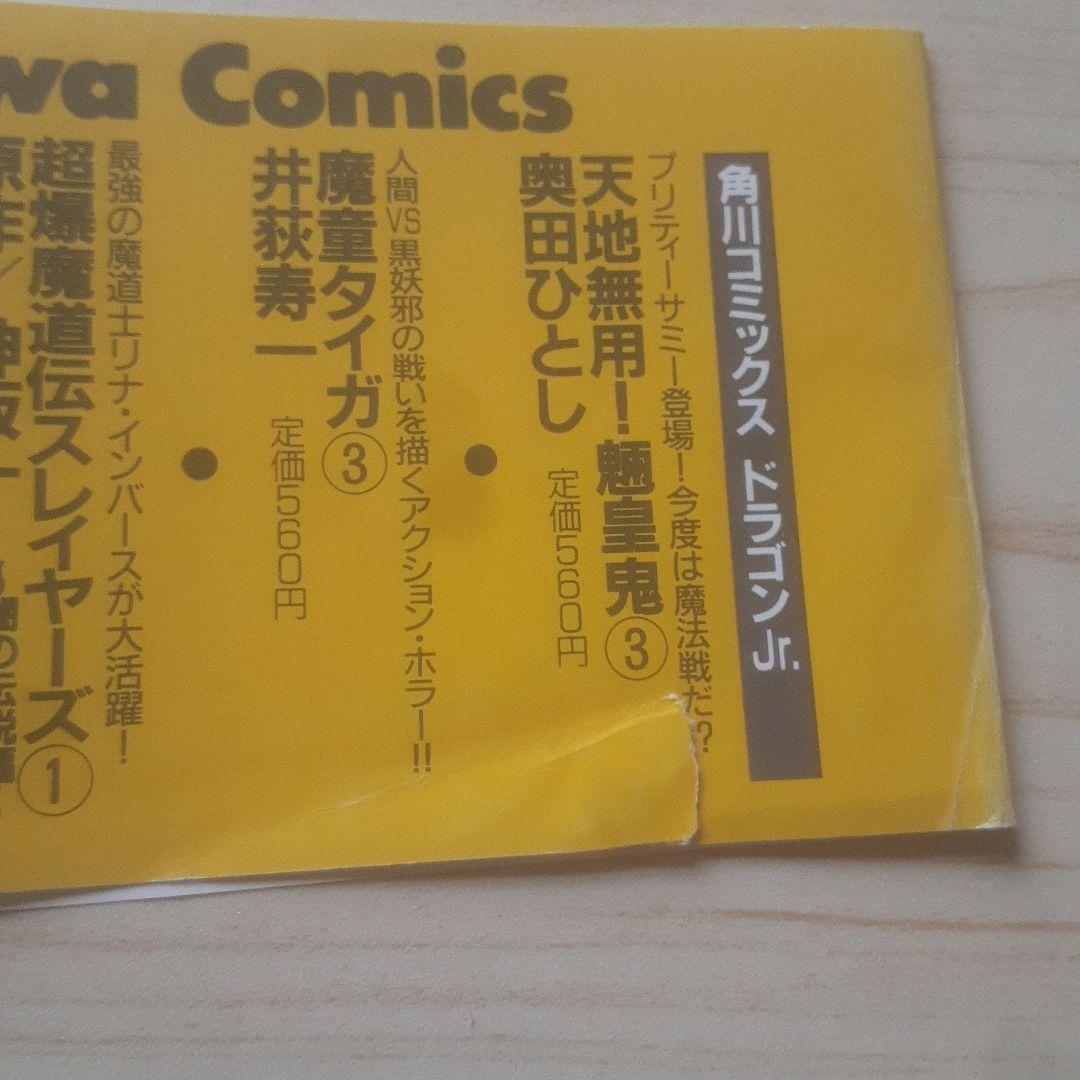 wa Comics
角川コミックス ドラゴンJr.
プリティーサミー登場！今度は魔法戦だ!?
天地無用！魎皇鬼③
奥田ひとし 定価560円
●
人間VS黒妖邪の戦いを描くアクション・ホラー!!
魔童タイガ③
井荻寿一 定価560円
●
最強の魔道士リナ・インバースが大活躍！
超爆魔道伝スレイヤーズ①
原作／神坂一